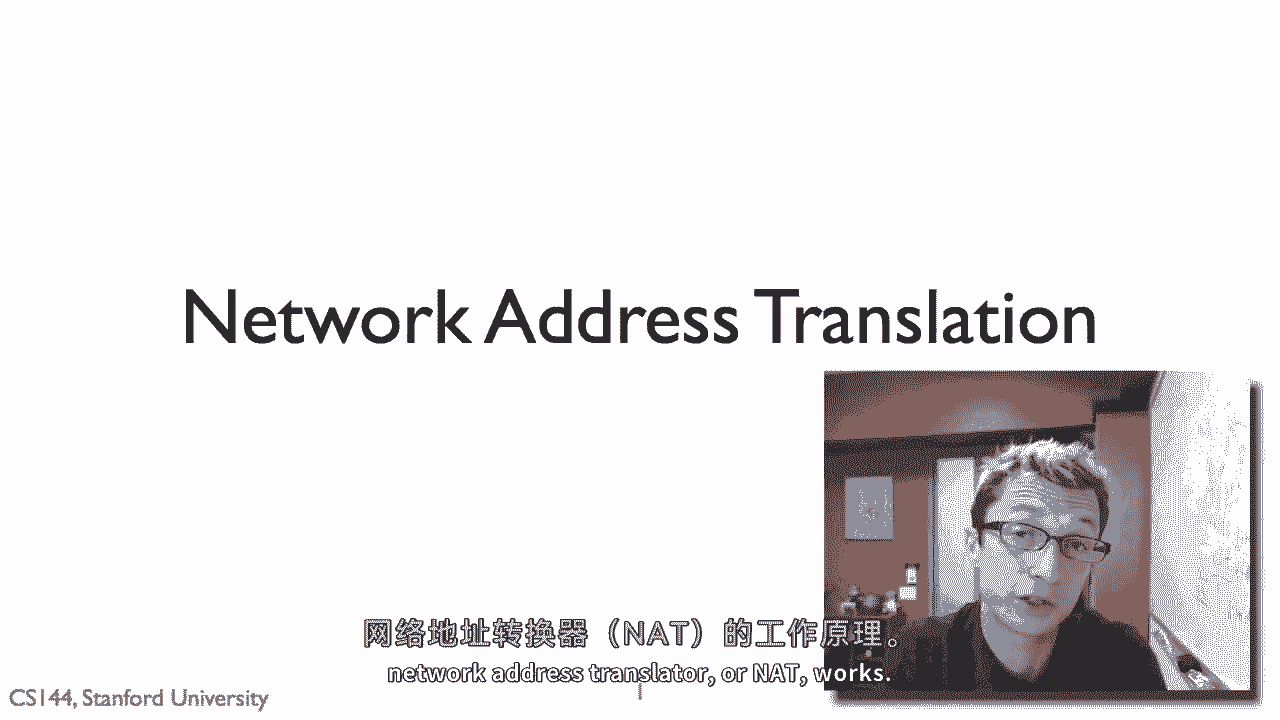 Network Address Translation
网络地址转换器（NAT）的工作原理。
network address translator, or NAT, works.
CS144, Stanford University
1